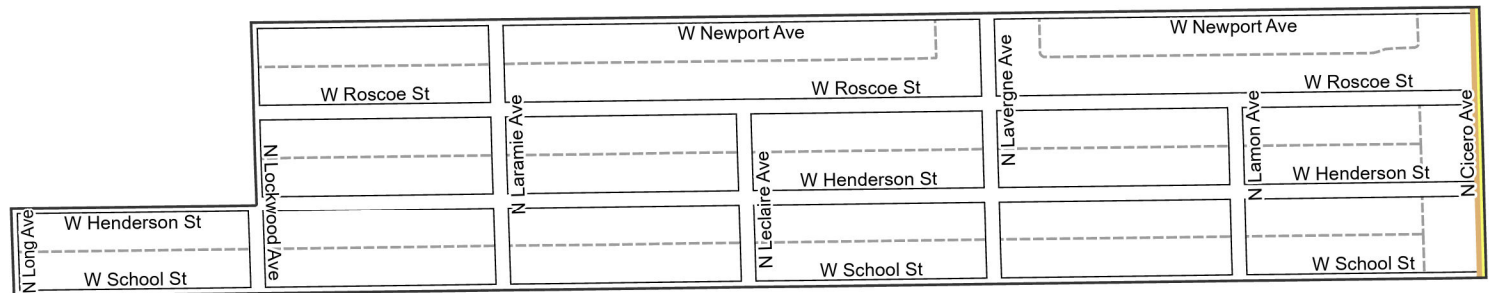 W Newport Ave
W Newport Ave
W Roscoe St
W Roscoe St
W Roscoe St
N Lockwood Ave
N Laramie Ave
N Leclaire Ave
N Lavergne Ave
N Lamon Ave
N Cicero Ave
W Henderson St
W Henderson St
N Long Ave
W Henderson St
W School St
W School St
W School St